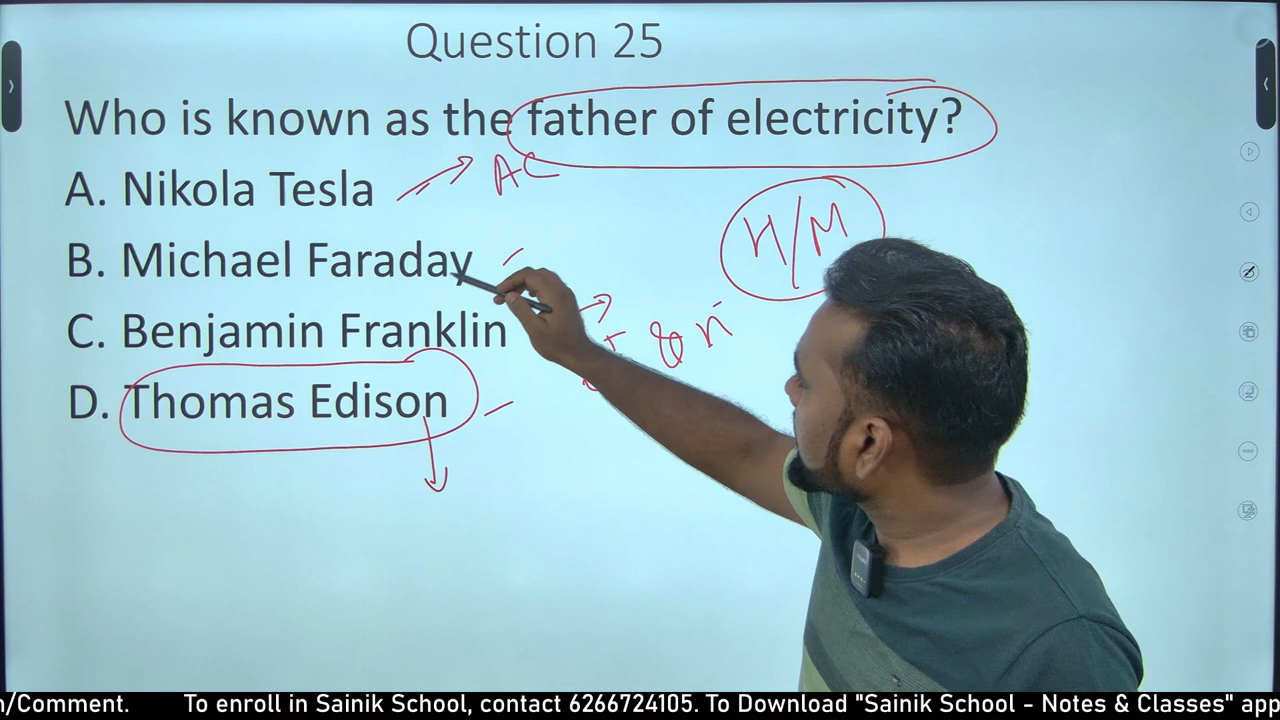 Question 25
Who is known as the father of electricity?
A. Nikola Tesla
AC
H/M
B. Michael Faraday
C. Benjamin Franklin
D. Thomas Edison
n/Comment. To enroll in Sainik School, contact 6266724105. To Download "Sainik School - Notes & Classes" app